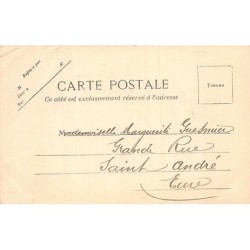 CARTE POSTALE
Ce côté est exclusivement réservé à l'adresse
TIMBRE
Mademoiselle Marguerite Guesnier
Grande Rue
Saint André
Eure